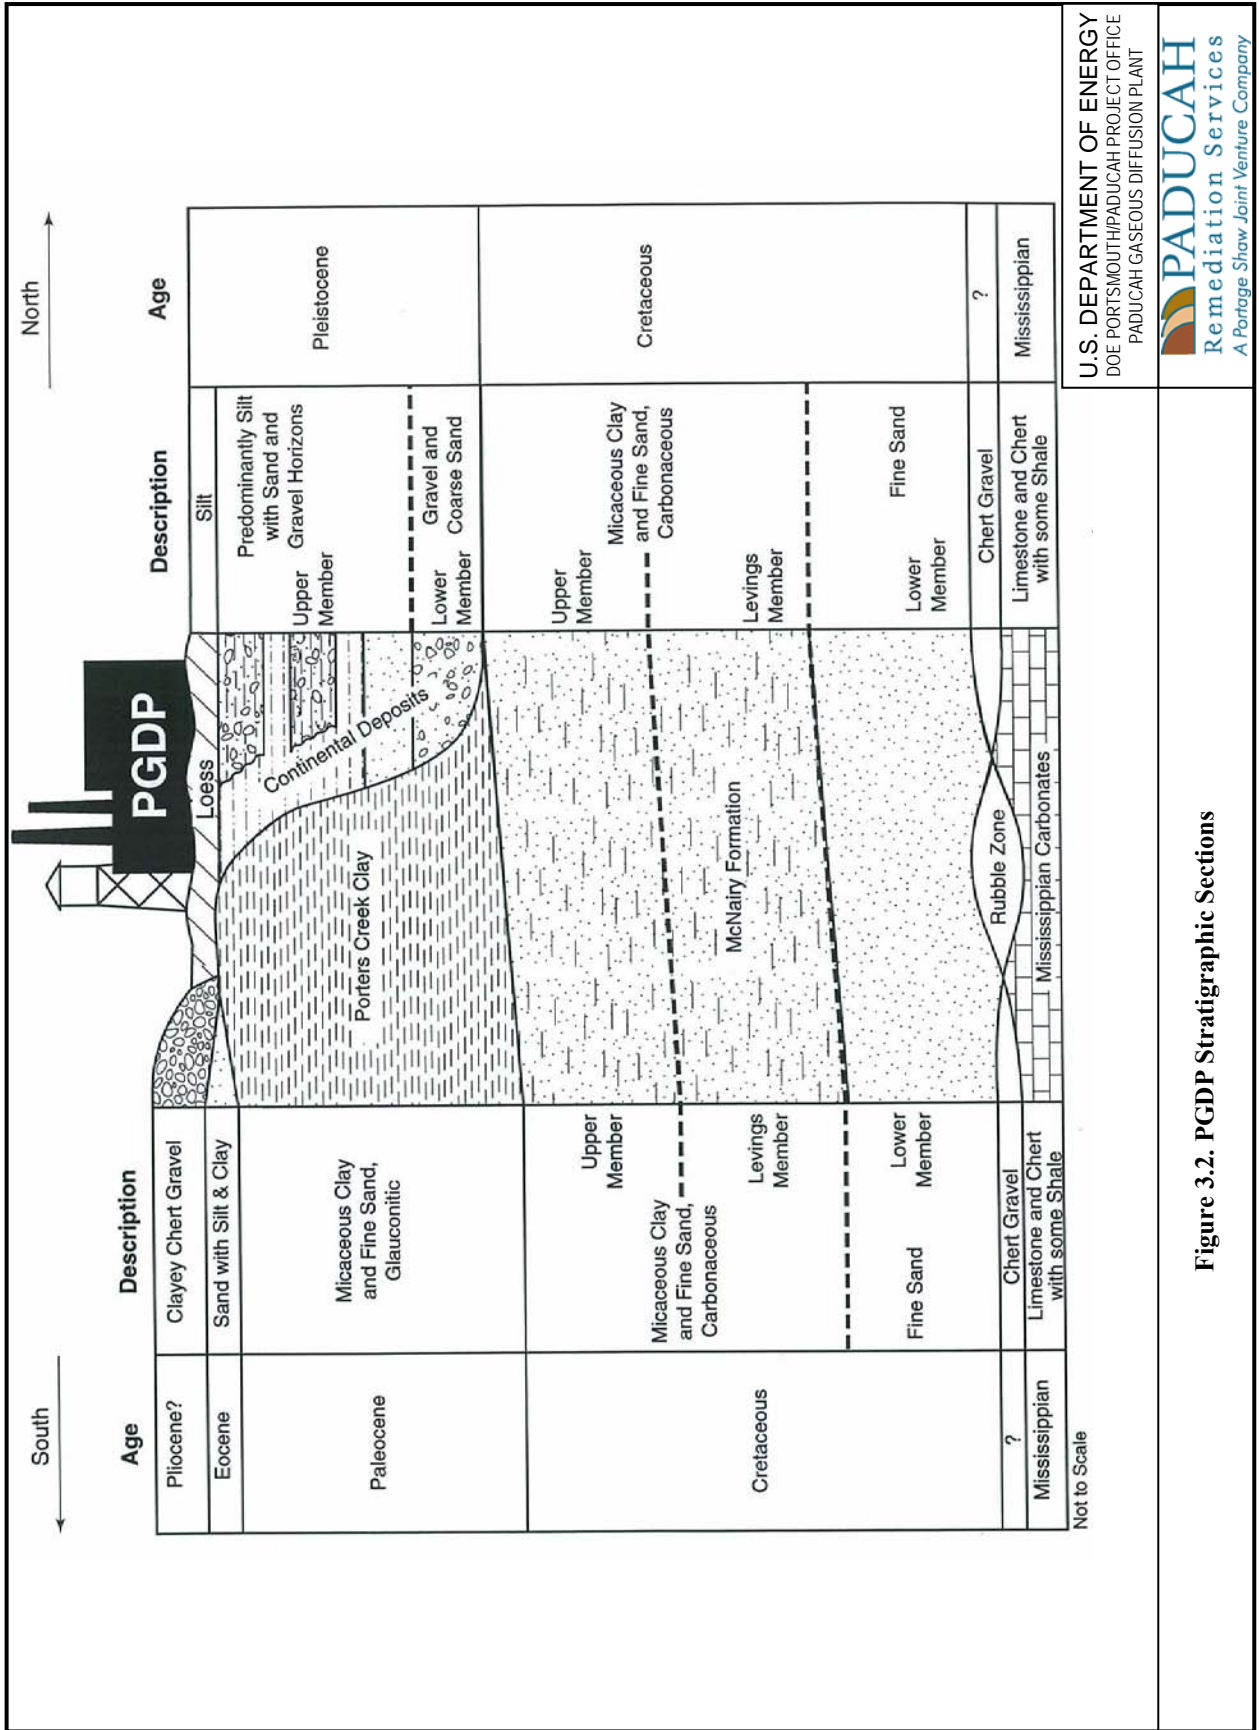 South
North
Age
Description
Description
Age
Pliocene?
Clayey Chert Gravel
Eocene
Sand with Silt & Clay
Paleocene
Micaceous Clay
and Fine Sand,
Glauconitic
Cretaceous
Upper
Member
Micaceous Clay
and Fine Sand,
Carbonaceous
Levings
Member
Fine Sand
Lower
Member
?
Chert Gravel
Mississippian
Limestone and Chert
with some Shale
Not to Scale
PGDP
Loess
Continental Deposits
Porters Creek Clay
McNairy Formation
Rubble Zone
Mississippian Carbonates
Silt
Predominantly Silt
with Sand and
Gravel Horizons
Upper
Member
Pleistocene
Lower
Member
Gravel and
Coarse Sand
Upper
Member
Micaceous Clay
and Fine Sand,
Carbonaceous
Cretaceous
Levings
Member
Lower
Member
Fine Sand
Chert Gravel
?
Limestone and Chert
with some Shale
Mississippian
U.S. DEPARTMENT OF ENERGY
DOE PORTSMOUTH/PADUCAH PROJECT OFFICE
PADUCAH GASEOUS DIFFUSION PLANT
PADUCAH
Remediation Services
A Portage Shaw Joint Venture Company
Figure 3.2. PGDP Stratigraphic Sections